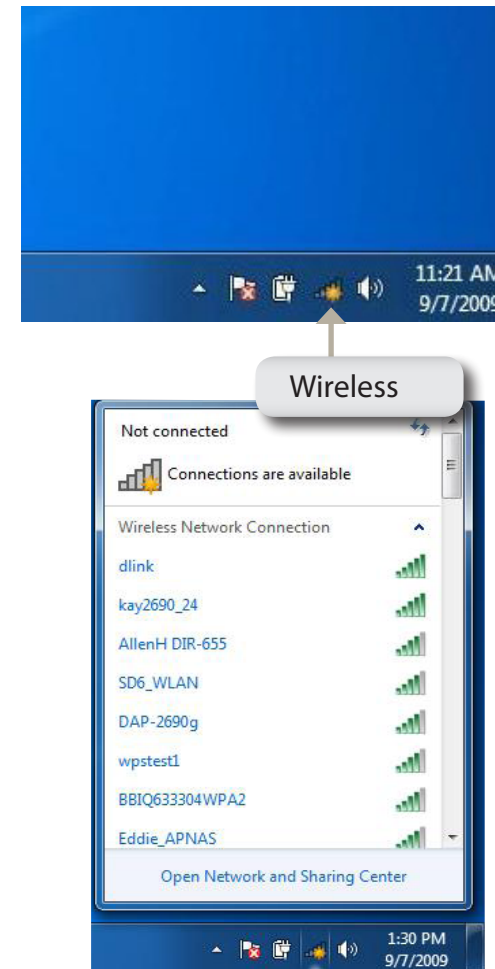 11:21 AM
9/7/2009
Wireless
Not connected
Connections are available
Wireless Network Connection
dlink
kay2690_24
AllenH DIR-655
SD6_WLAN
DAP-2690g
wpstest1
BBIQ633304WPA2
Eddie_APNAS
Open Network and Sharing Center
1:30 PM
9/7/2009